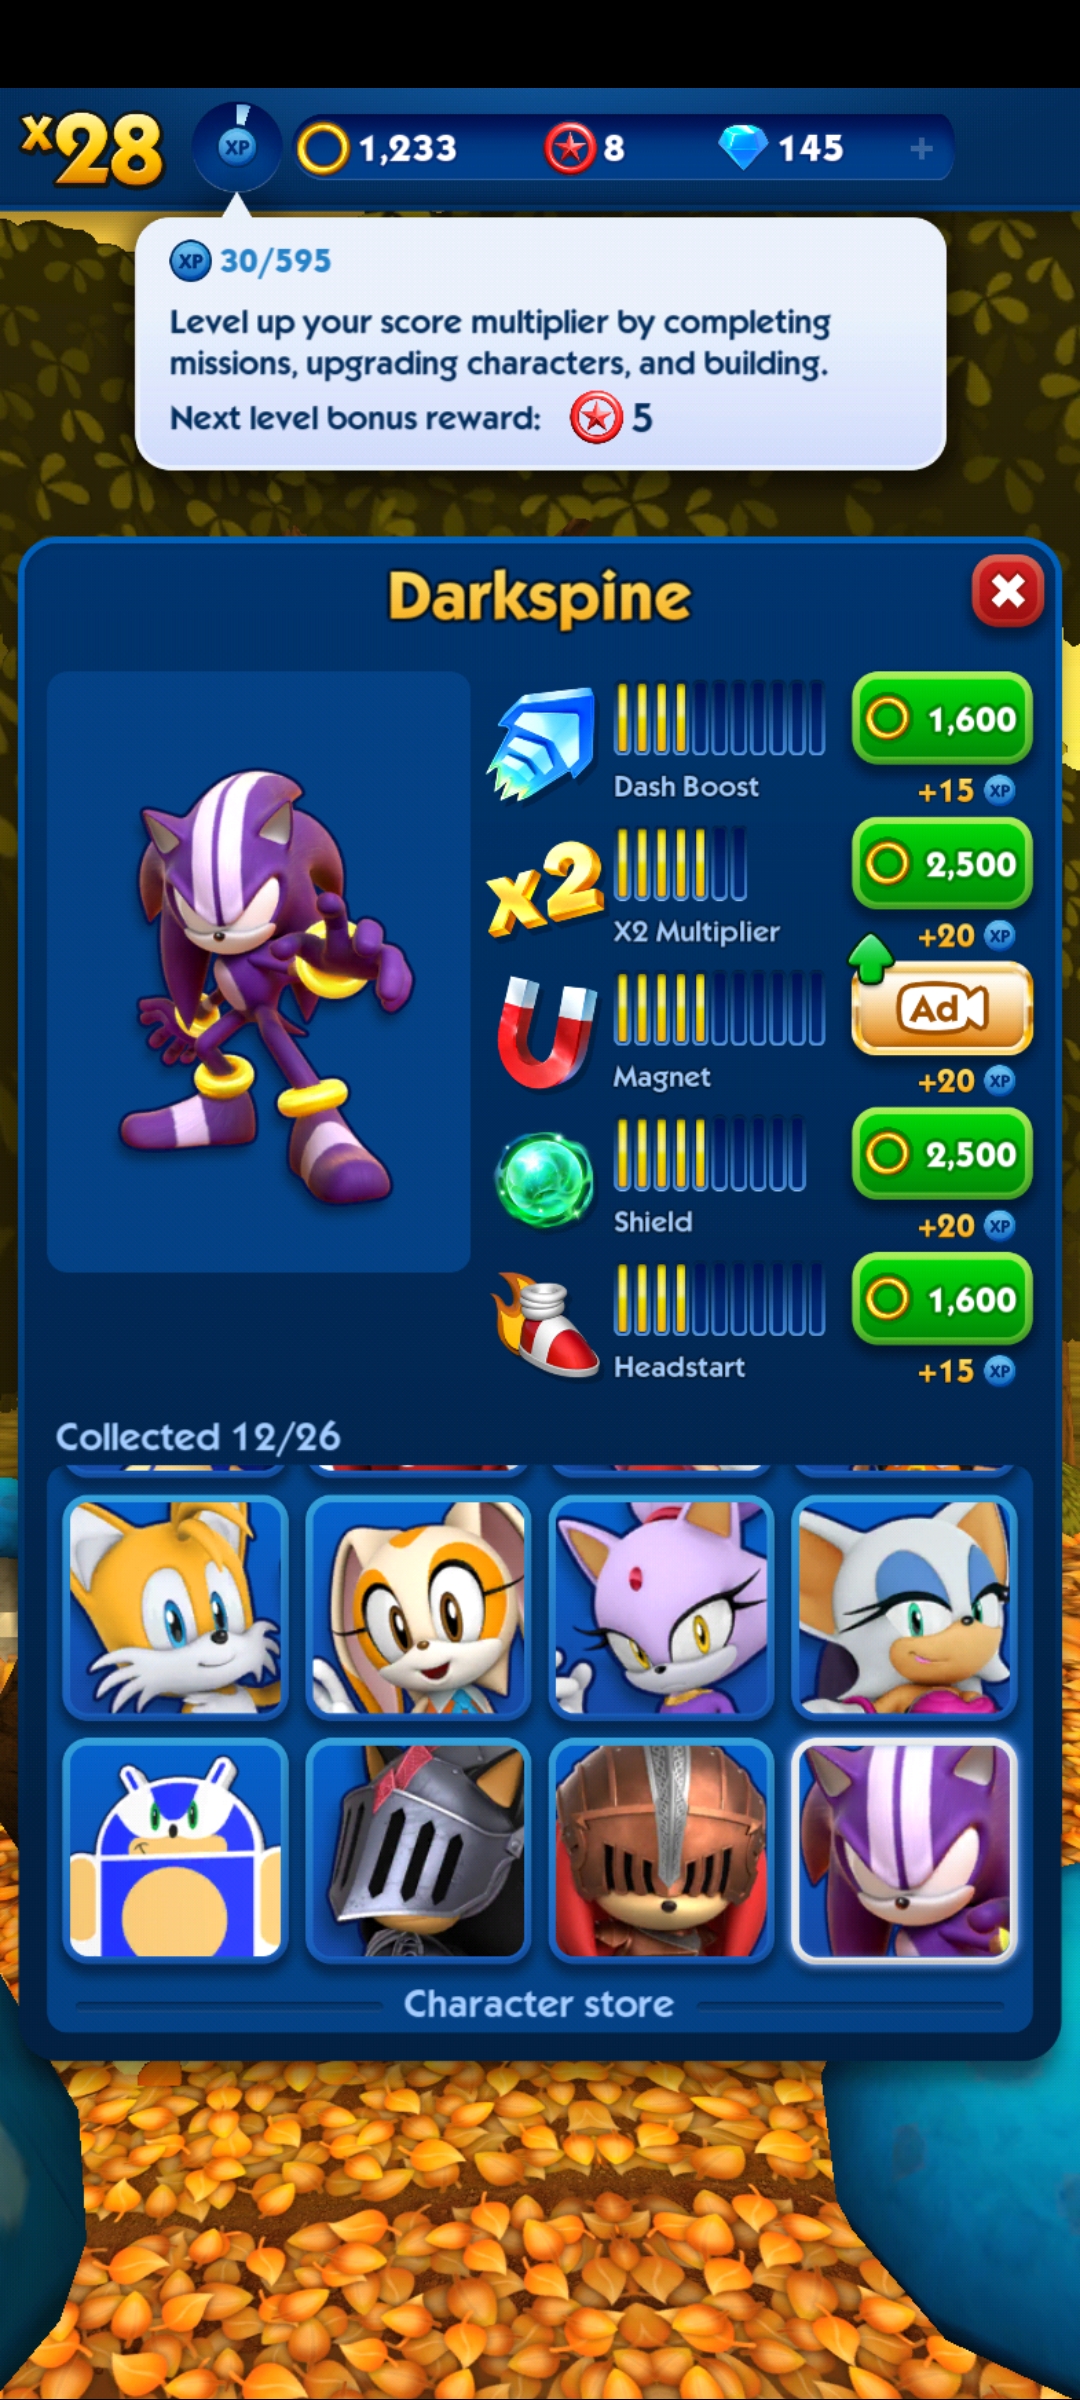 x28
XP
1,233
8
145
+
XP 30/595
Level up your score multiplier by completing
missions, upgrading characters, and building.
Next level bonus reward: 5
Darkspine
1,600
Dash Boost
+15 XP
x2
2,500
X2 Multiplier
+20 XP
Ad
Magnet
+20 XP
2,500
Shield
+20 XP
1,600
Headstart
+15 XP
Collected 12/26
Character store